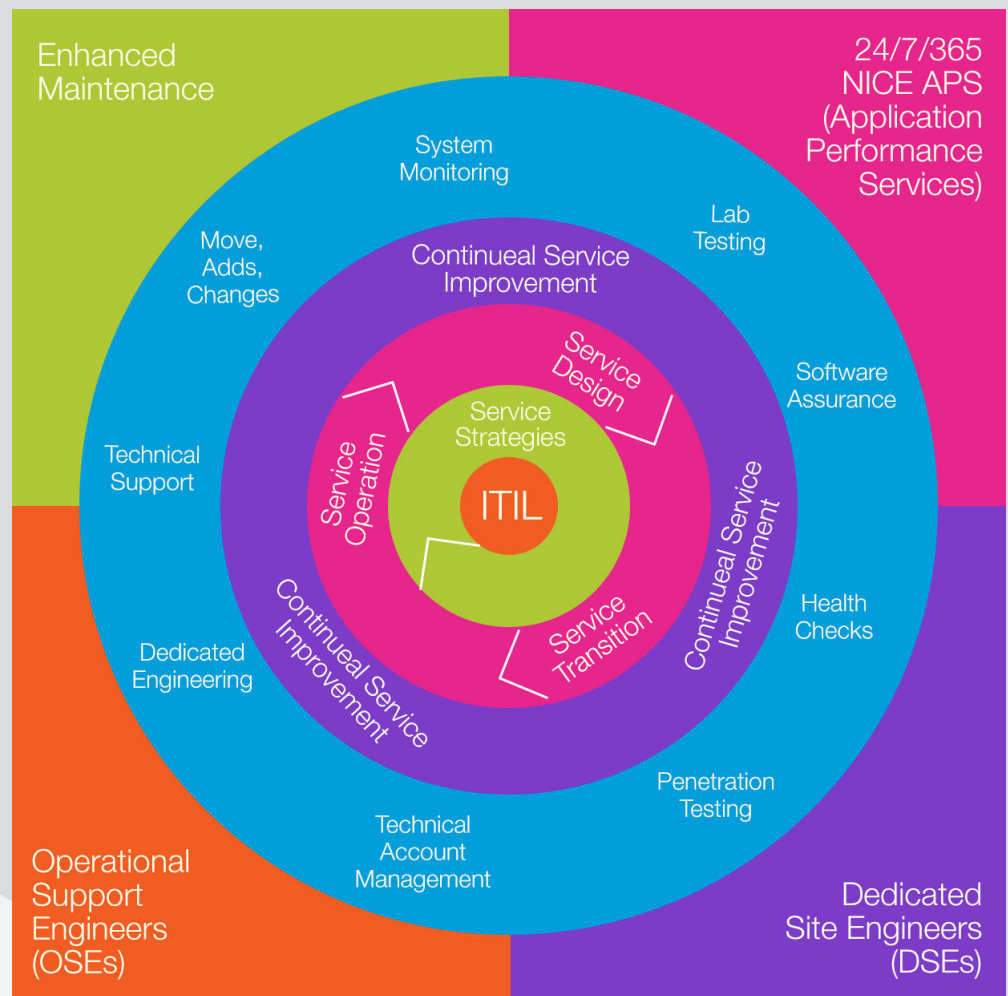 Enhanced
Maintenance
24/7/365
NICE APS
(Application
Performance
Services)
System
Monitoring
Lab
Testing
Move,
Adds,
Changes
Software
Assurance
Technical
Support
Health
Checks
Dedicated
Engineering
Penetration
Testing
Technical
Account
Management
Continueal Service
Improvement
Continueal Service
Improvement
Continueal Service
Improvement
Service
Design
Service
Operation
Service
Transition
Service
Strategies
ITIL
Operational
Support
Engineers
(OSEs)
Dedicated
Site Engineers
(DSEs)